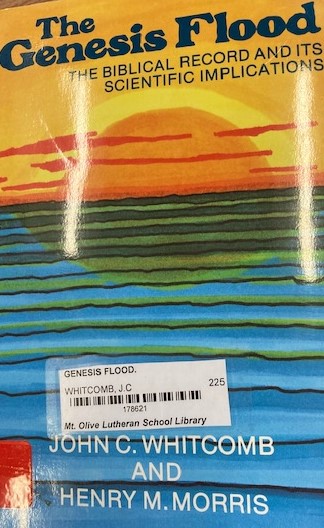 The
Genesis Flood
THE BIBLICAL RECORD AND ITS
SCIENTIFIC IMPLICATIONS
GENESIS FLOOD.
WHITCOMB, J.C
225
178621
Mt. Olive Lutheran School Library
JOHN C. WHITCOMB
AND
HENRY M. MORRIS